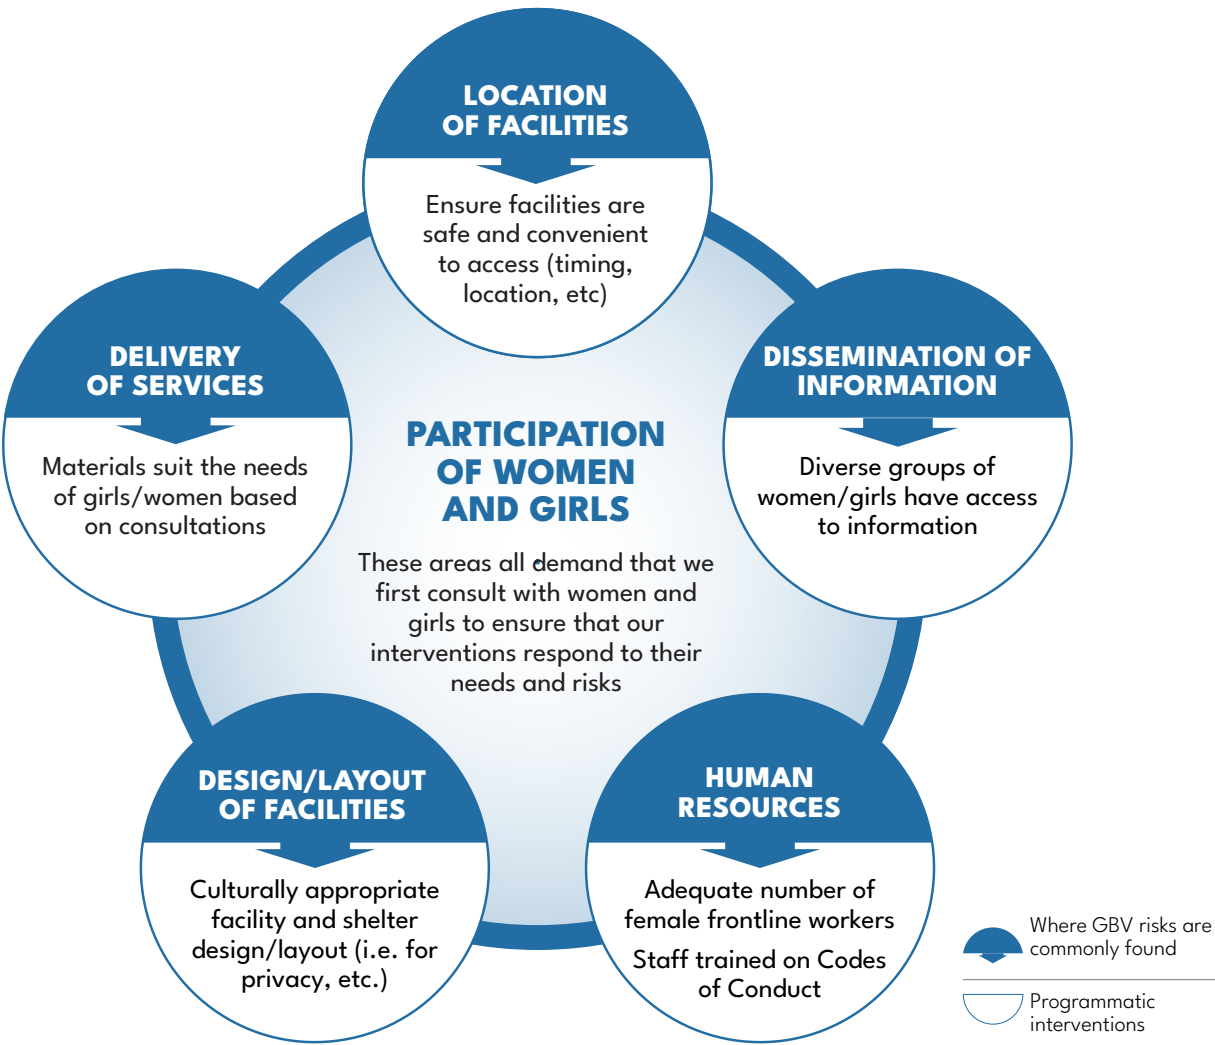 LOCATION
OF FACILITIES
Ensure facilities are
safe and convenient
to access (timing,
location, etc)
DELIVERY
OF SERVICES
Materials suit the needs
of girls/women based
on consultations
DISSEMINATION OF
INFORMATION
Diverse groups of
women/girls have access
to information
PARTICIPATION
OF WOMEN
AND GIRLS
These areas all demand that we
first consult with women and
girls to ensure that our
interventions respond to their
needs and risks
DESIGN/LAYOUT
OF FACILITIES
Culturally appropriate
facility and shelter
design/layout (i.e. for
privacy, etc.)
HUMAN
RESOURCES
Adequate number of
female frontline workers
Staff trained on Codes
of Conduct
Where GBV risks are
commonly found
Programmatic
interventions